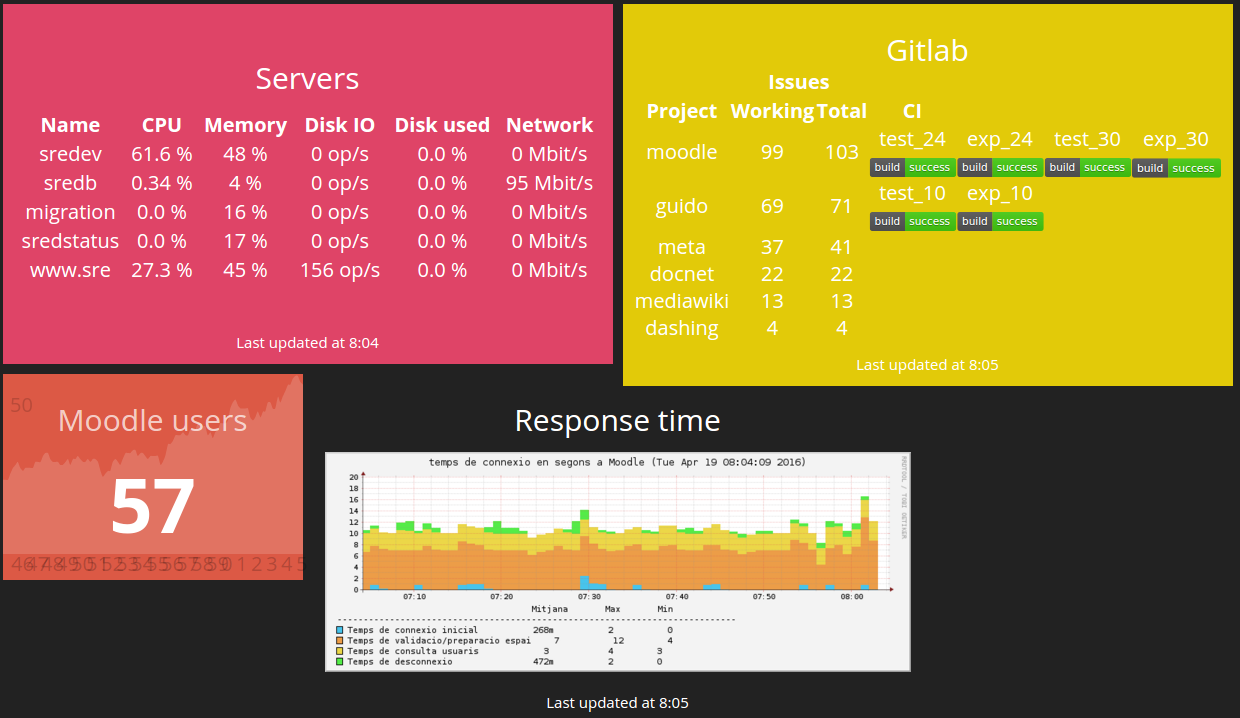 Servers
Name CPU Memory Disk IO Disk used Network
sredev 61.6 % 48 % 0 op/s 0.0 % 0 Mbit/s
sredb 0.34 % 4 % 0 op/s 0.0 % 95 Mbit/s
migration 0.0 % 16 % 0 op/s 0.0 % 0 Mbit/s
sredstatus 0.0 % 17 % 0 op/s 0.0 % 0 Mbit/s
www.sre 27.3 % 45 % 156 op/s 0.0 % 0 Mbit/s
Last updated at 8:04
Gitlab
Issues
Project Working Total CI
test_24 exp_24 test_30 exp_30
moodle 99 103
build success build success build success build success
test_10 exp_10
guido 69 71
build success build success
meta 37 41
docnet 22 22
mediawiki 13 13
dashing 4 4
Last updated at 8:05
50
Moodle users
57
1 2 3 4 5
Response time
temps de connexio en segons a Moodle (Tue Apr 19 08:04:09 2016)
RRDTOOL / TOBI OETIKER
20
18
16
14
12
10
8
6
4
2
0
07:10 07:20 07:30 07:40 07:50 08:00
Mitjana Max Min
Temps de connexio inicial 268m 2 0
Temps de validacio/preparacio espai 7 12 4
Temps de consulta usuaris 3 4 3
Temps de desconnexio 472m 2 0
Last updated at 8:05